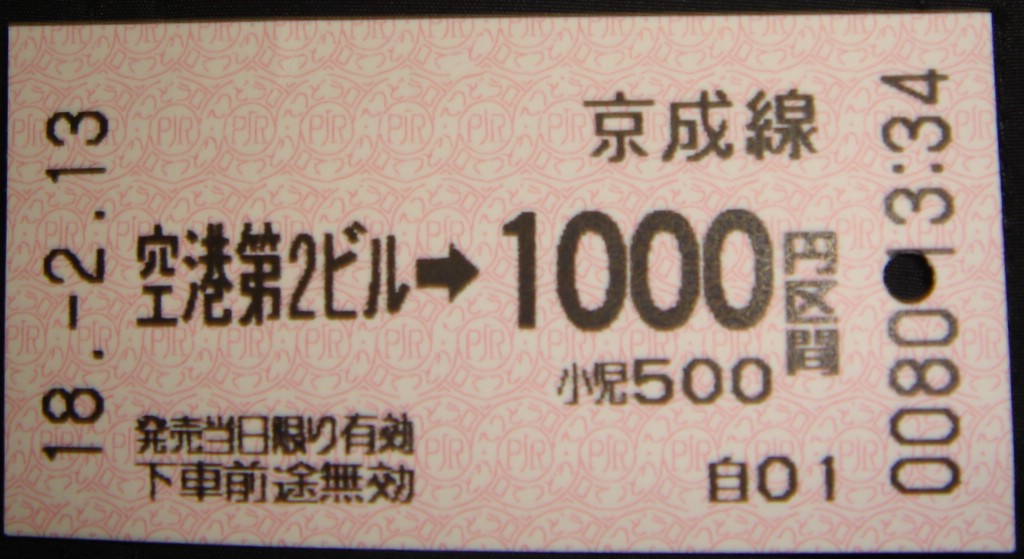 京成線
空港第2ビル→1000円区間
小児500
発売当日限り有効
下車前途無効
自01
18.-2.13
0080 13:34